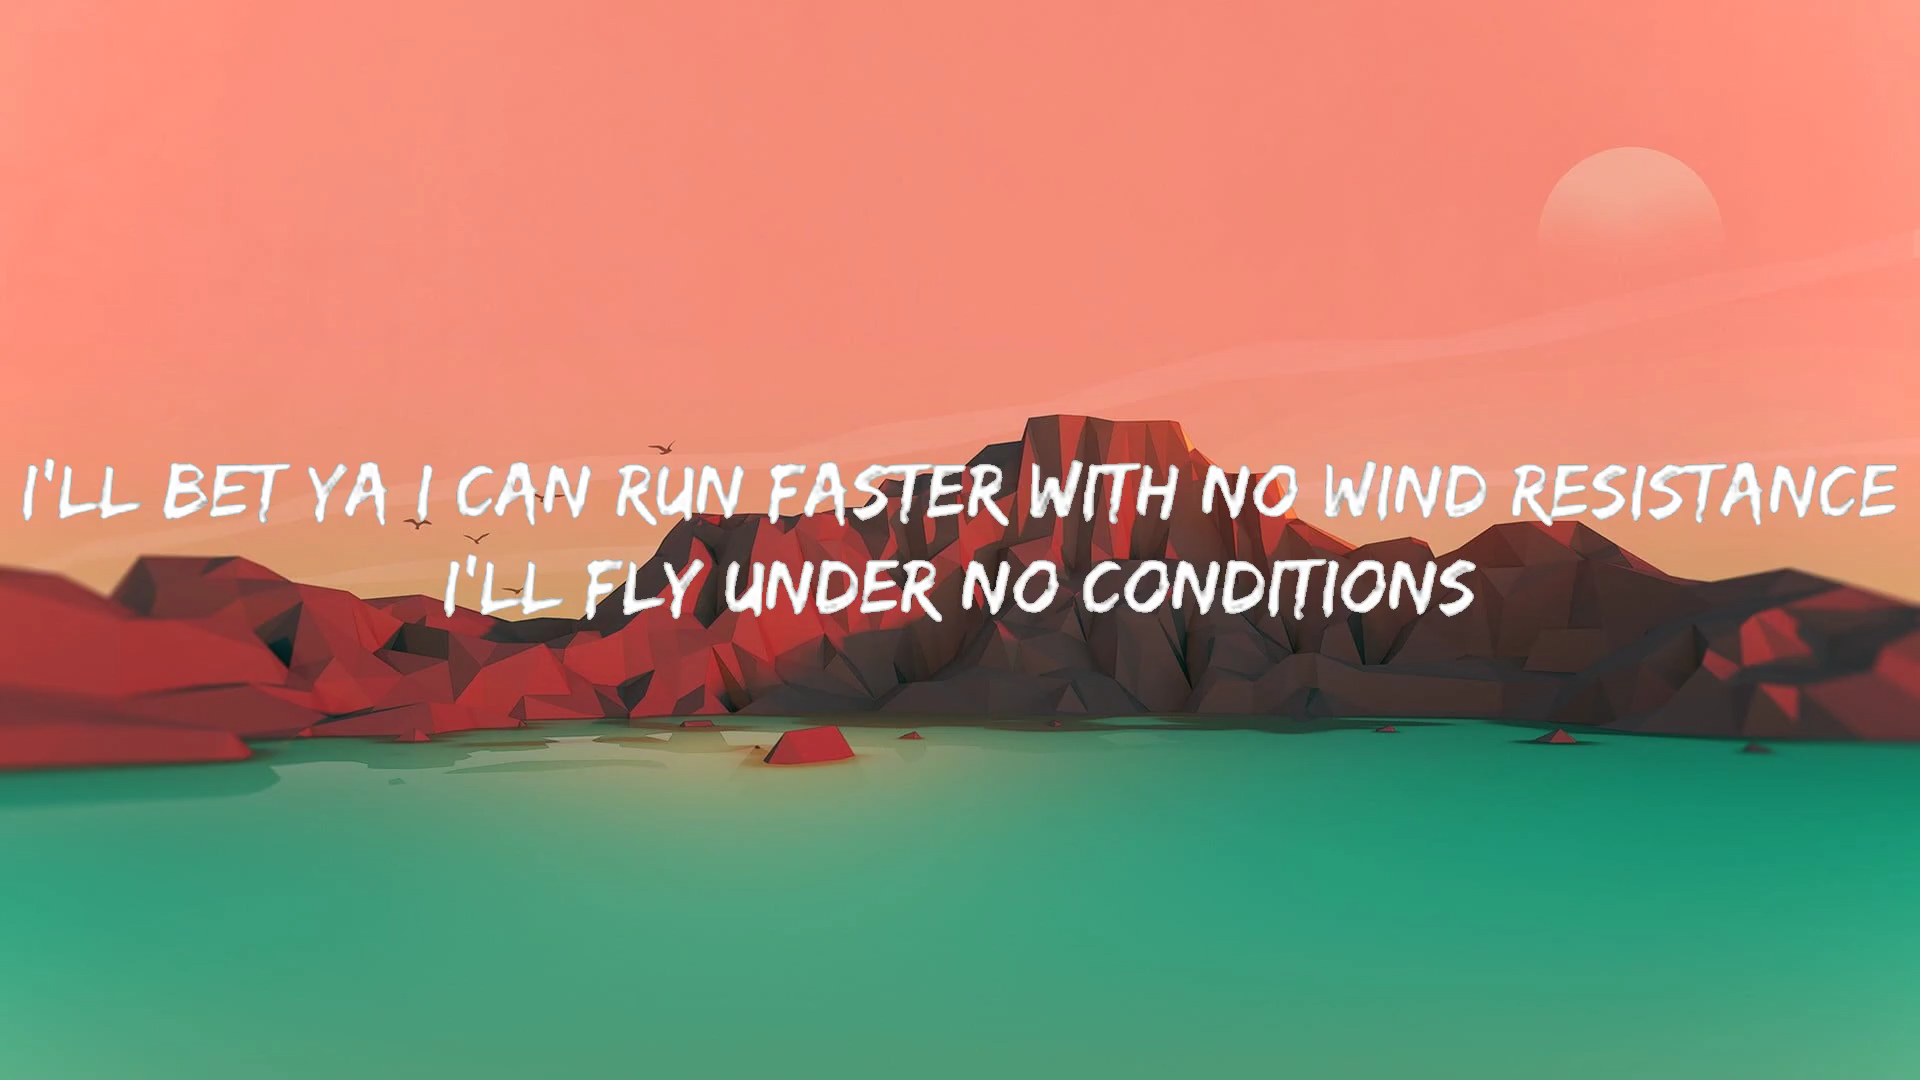 I'LL BET YA I CAN RUN FASTER WITH NO WIND RESISTANCE
I'LL FLY UNDER NO CONDITIONS